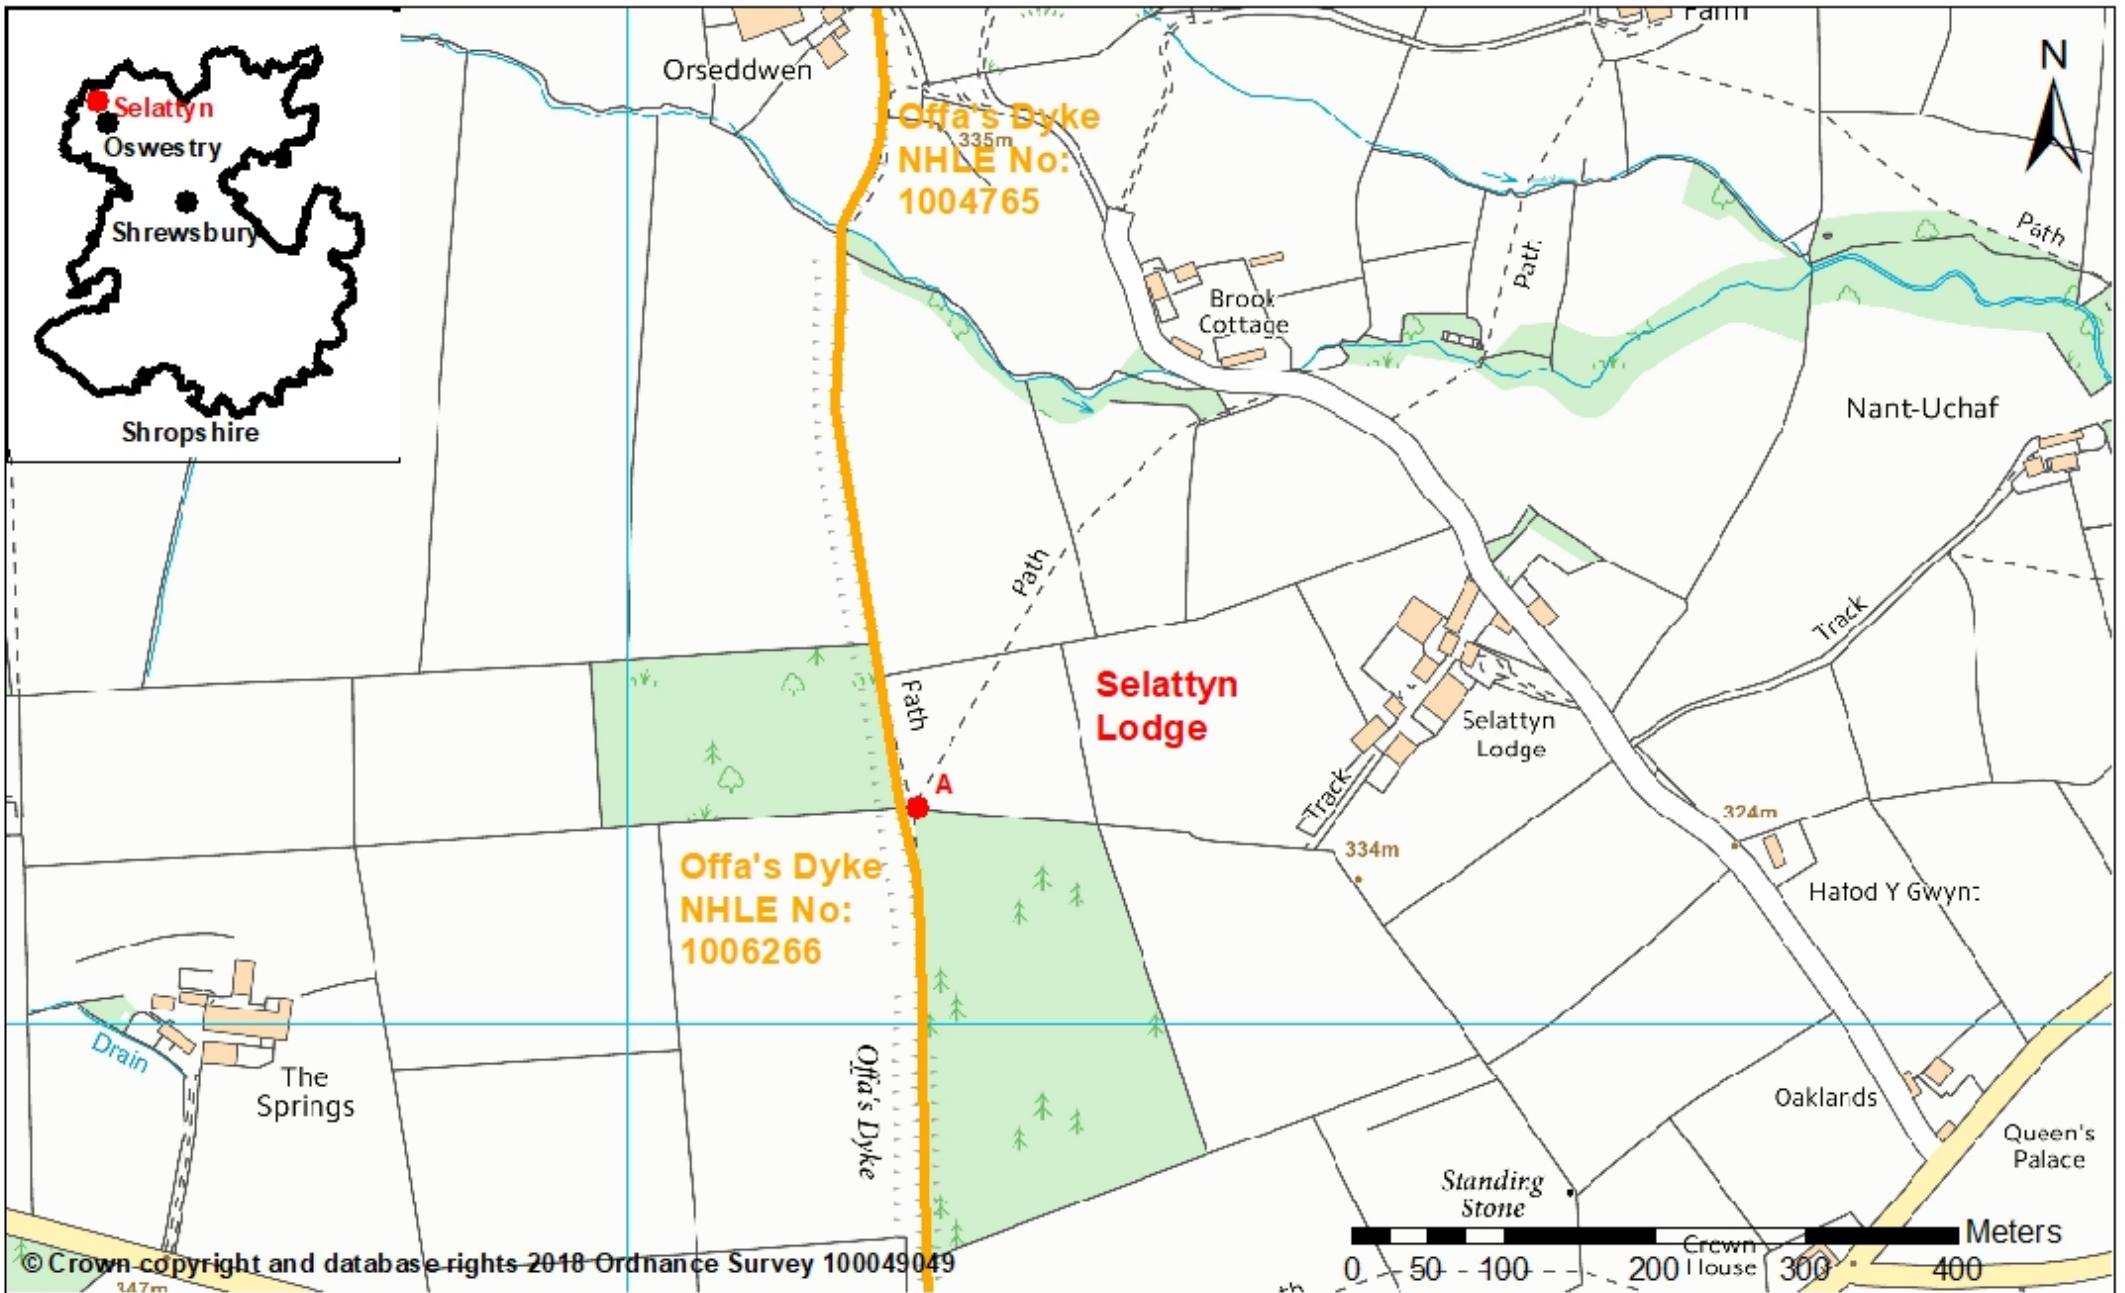 Selattyn
Oswestry
Shrewsbury
Shropshire
Orseddwen
Offa's Dyke
NHLE No:
1004765
335m
Farm
N
Path
Path
Brook
Cottage
Nant-Uchaf
Path
Track
Path
Selattyn
Lodge
Selattyn
Lodge
A
Track
334m
324m
Offa's Dyke
NHLE No:
1006266
Hafod Y Gwynt
Drain
The
Springs
Offa's Dyke
Oaklands
Queen's
Palace
Standing
Stone
Crown
House
Meters
0 50 100 200 300 400
© Crown copyright and database rights 2018 Ordnance Survey 100049049
347m